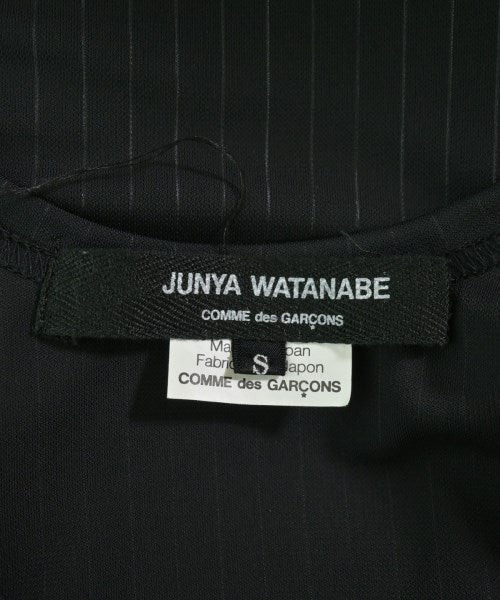 JUNYA WATANABE
COMME des GARÇONS
S
COMME des GARÇONS